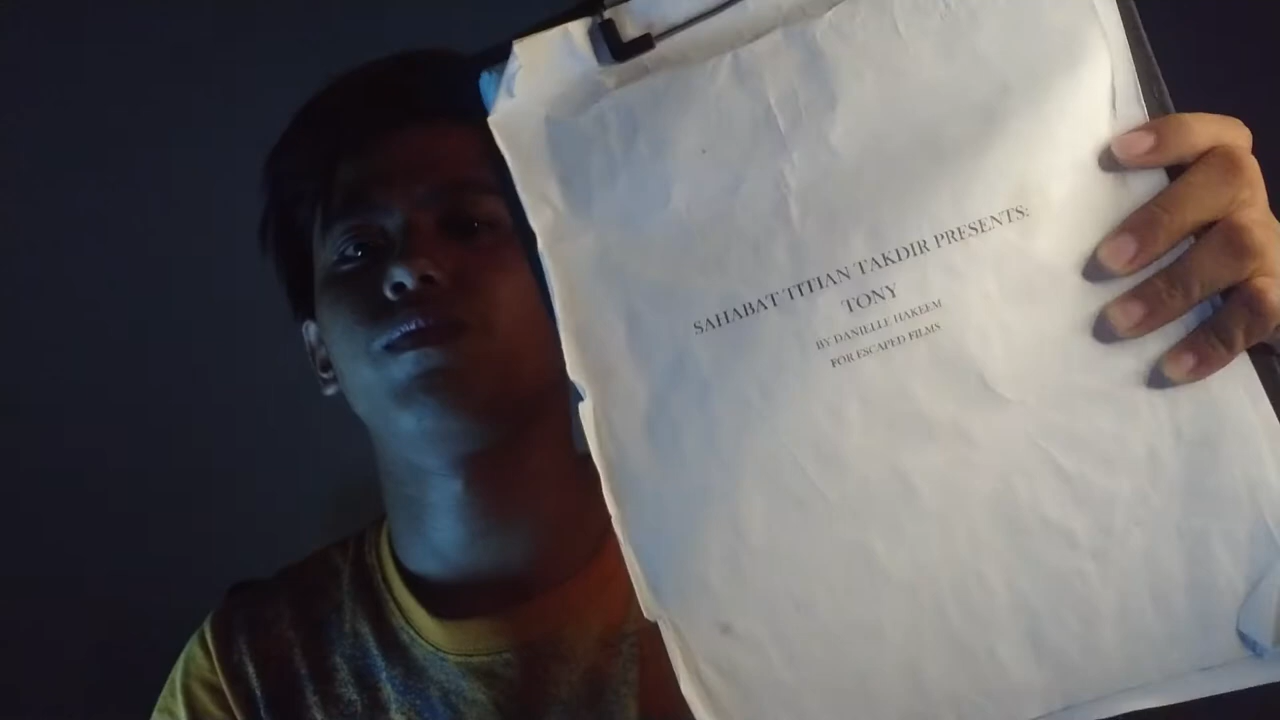 SAHABAT TITIAN TAKDIR PRESENTS:
TONY
BY DANIELLE HAKEEM
FOR ESCAPED FILMS